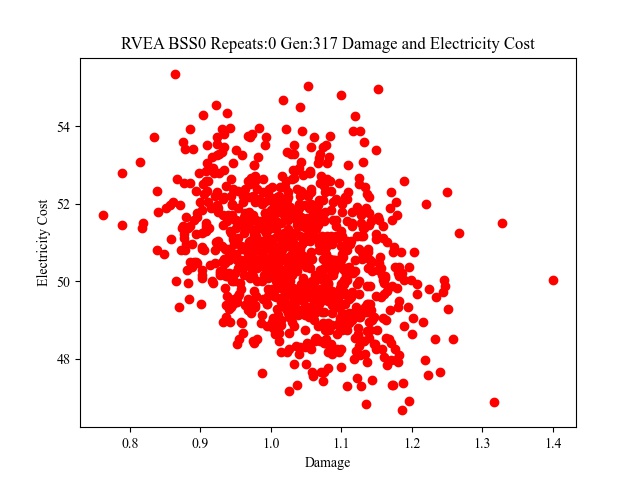 RVEA BSS0 Repeats:0 Gen:317 Damage and Electricity Cost
54
52
50
48
Electricity Cost
0.8 0.9 1.0 1.1 1.2 1.3 1.4
Damage